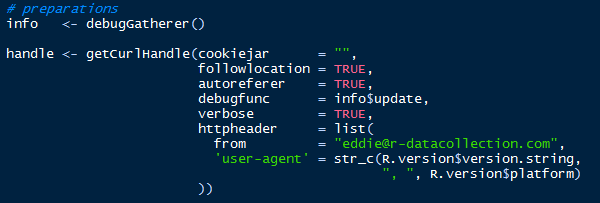 # preparations
info   <- debugGatherer()
handle <- getCurlHandle(cookiejar      = "",
                        followlocation = TRUE,
                        autoreferer    = TRUE,
                        debugfunc      = info$update,
                        verbose        = TRUE,
                        httpheader     = list(
                          from         = "eddie@r-datacollection.com",
                          'user-agent' = str_c(R.version$version.string,
                                               ", ", R.version$platform)
                        ))